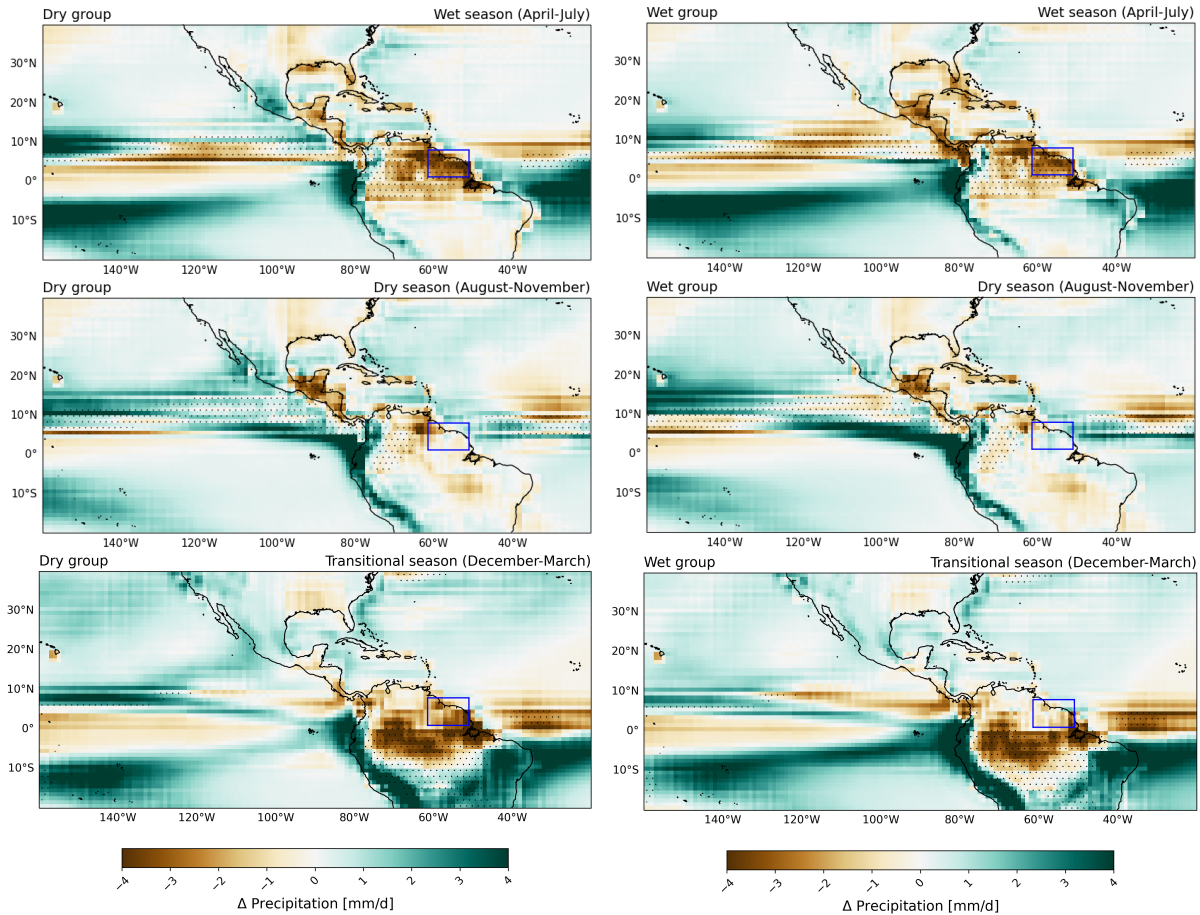 Dry group Wet season (April-July)
30°N
20°N
10°N
0°
10°S
140°W 120°W 100°W 80°W 60°W 40°W
Wet group Wet season (April-July)
30°N
20°N
10°N
0°
10°S
140°W 120°W 100°W 80°W 60°W 40°W
Dry group Dry season (August-November)
30°N
20°N
10°N
0°
10°S
140°W 120°W 100°W 80°W 60°W 40°W
Wet group Dry season (August-November)
30°N
20°N
10°N
0°
10°S
140°W 120°W 100°W 80°W 60°W 40°W
Dry group Transitional season (December-March)
30°N
20°N
10°N
0°
10°S
140°W 120°W 100°W 80°W 60°W 40°W
Wet group Transitional season (December-March)
30°N
20°N
10°N
0°
10°S
140°W 120°W 100°W 80°W 60°W 40°W
−4 −3 −2 −1 0 1 2 3 4
Δ Precipitation [mm/d]
−4 −3 −2 −1 0 1 2 3 4
Δ Precipitation [mm/d]